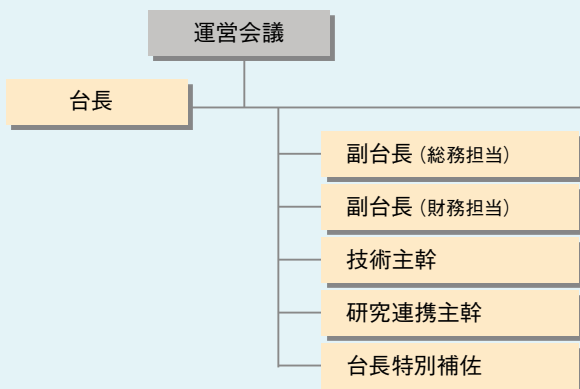 運営会議
台長
副台長（総務担当）
副台長（財務担当）
技術主幹
研究連携主幹
台長特別補佐